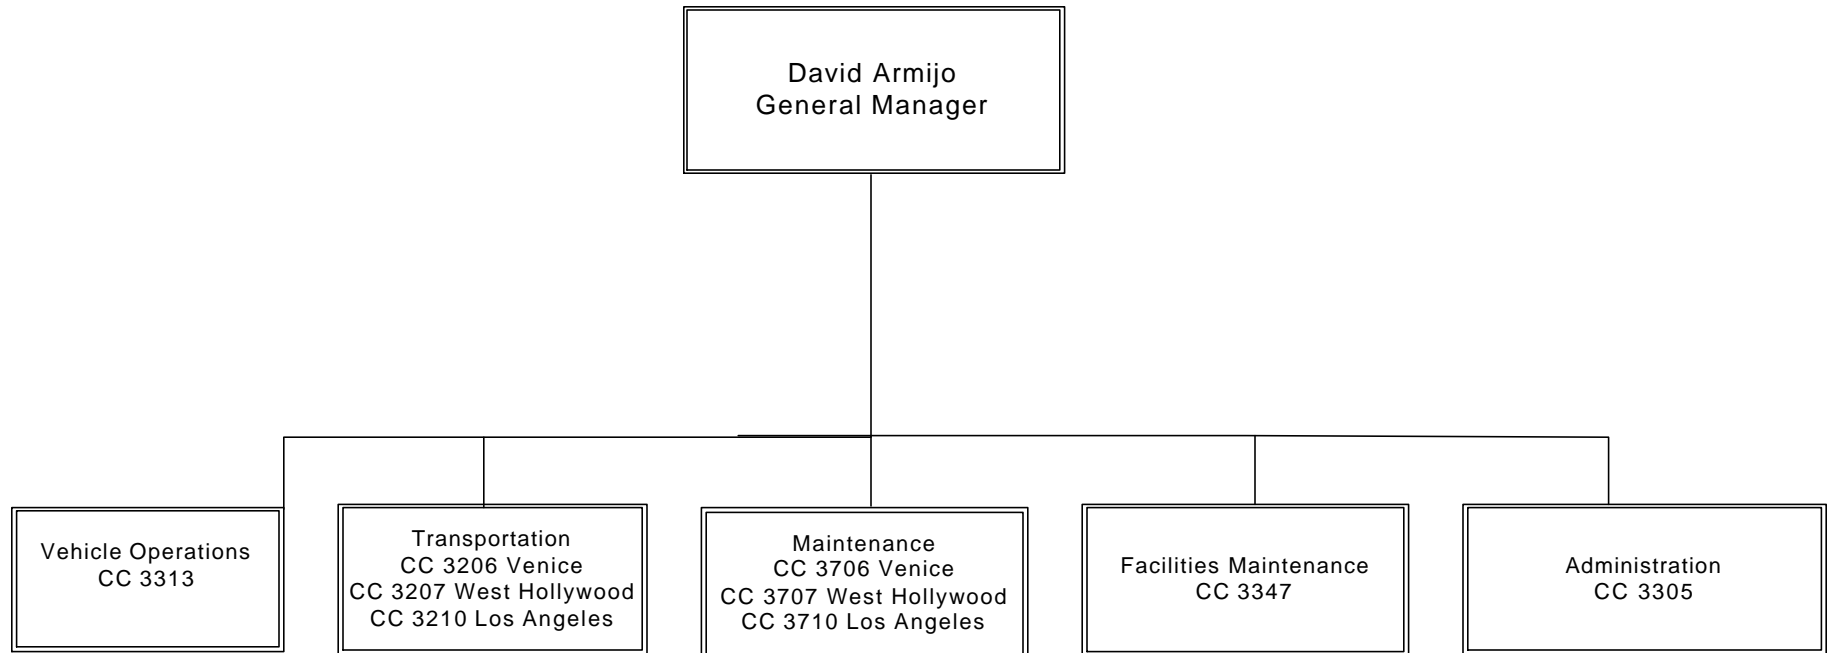 David Armijo
General Manager
Vehicle Operations
CC 3313
Transportation
CC 3206 Venice
CC 3207 West Hollywood
CC 3210 Los Angeles
Maintenance
CC 3706 Venice
CC 3707 West Hollywood
CC 3710 Los Angeles
Facilities Maintenance
CC 3347
Administration
CC 3305